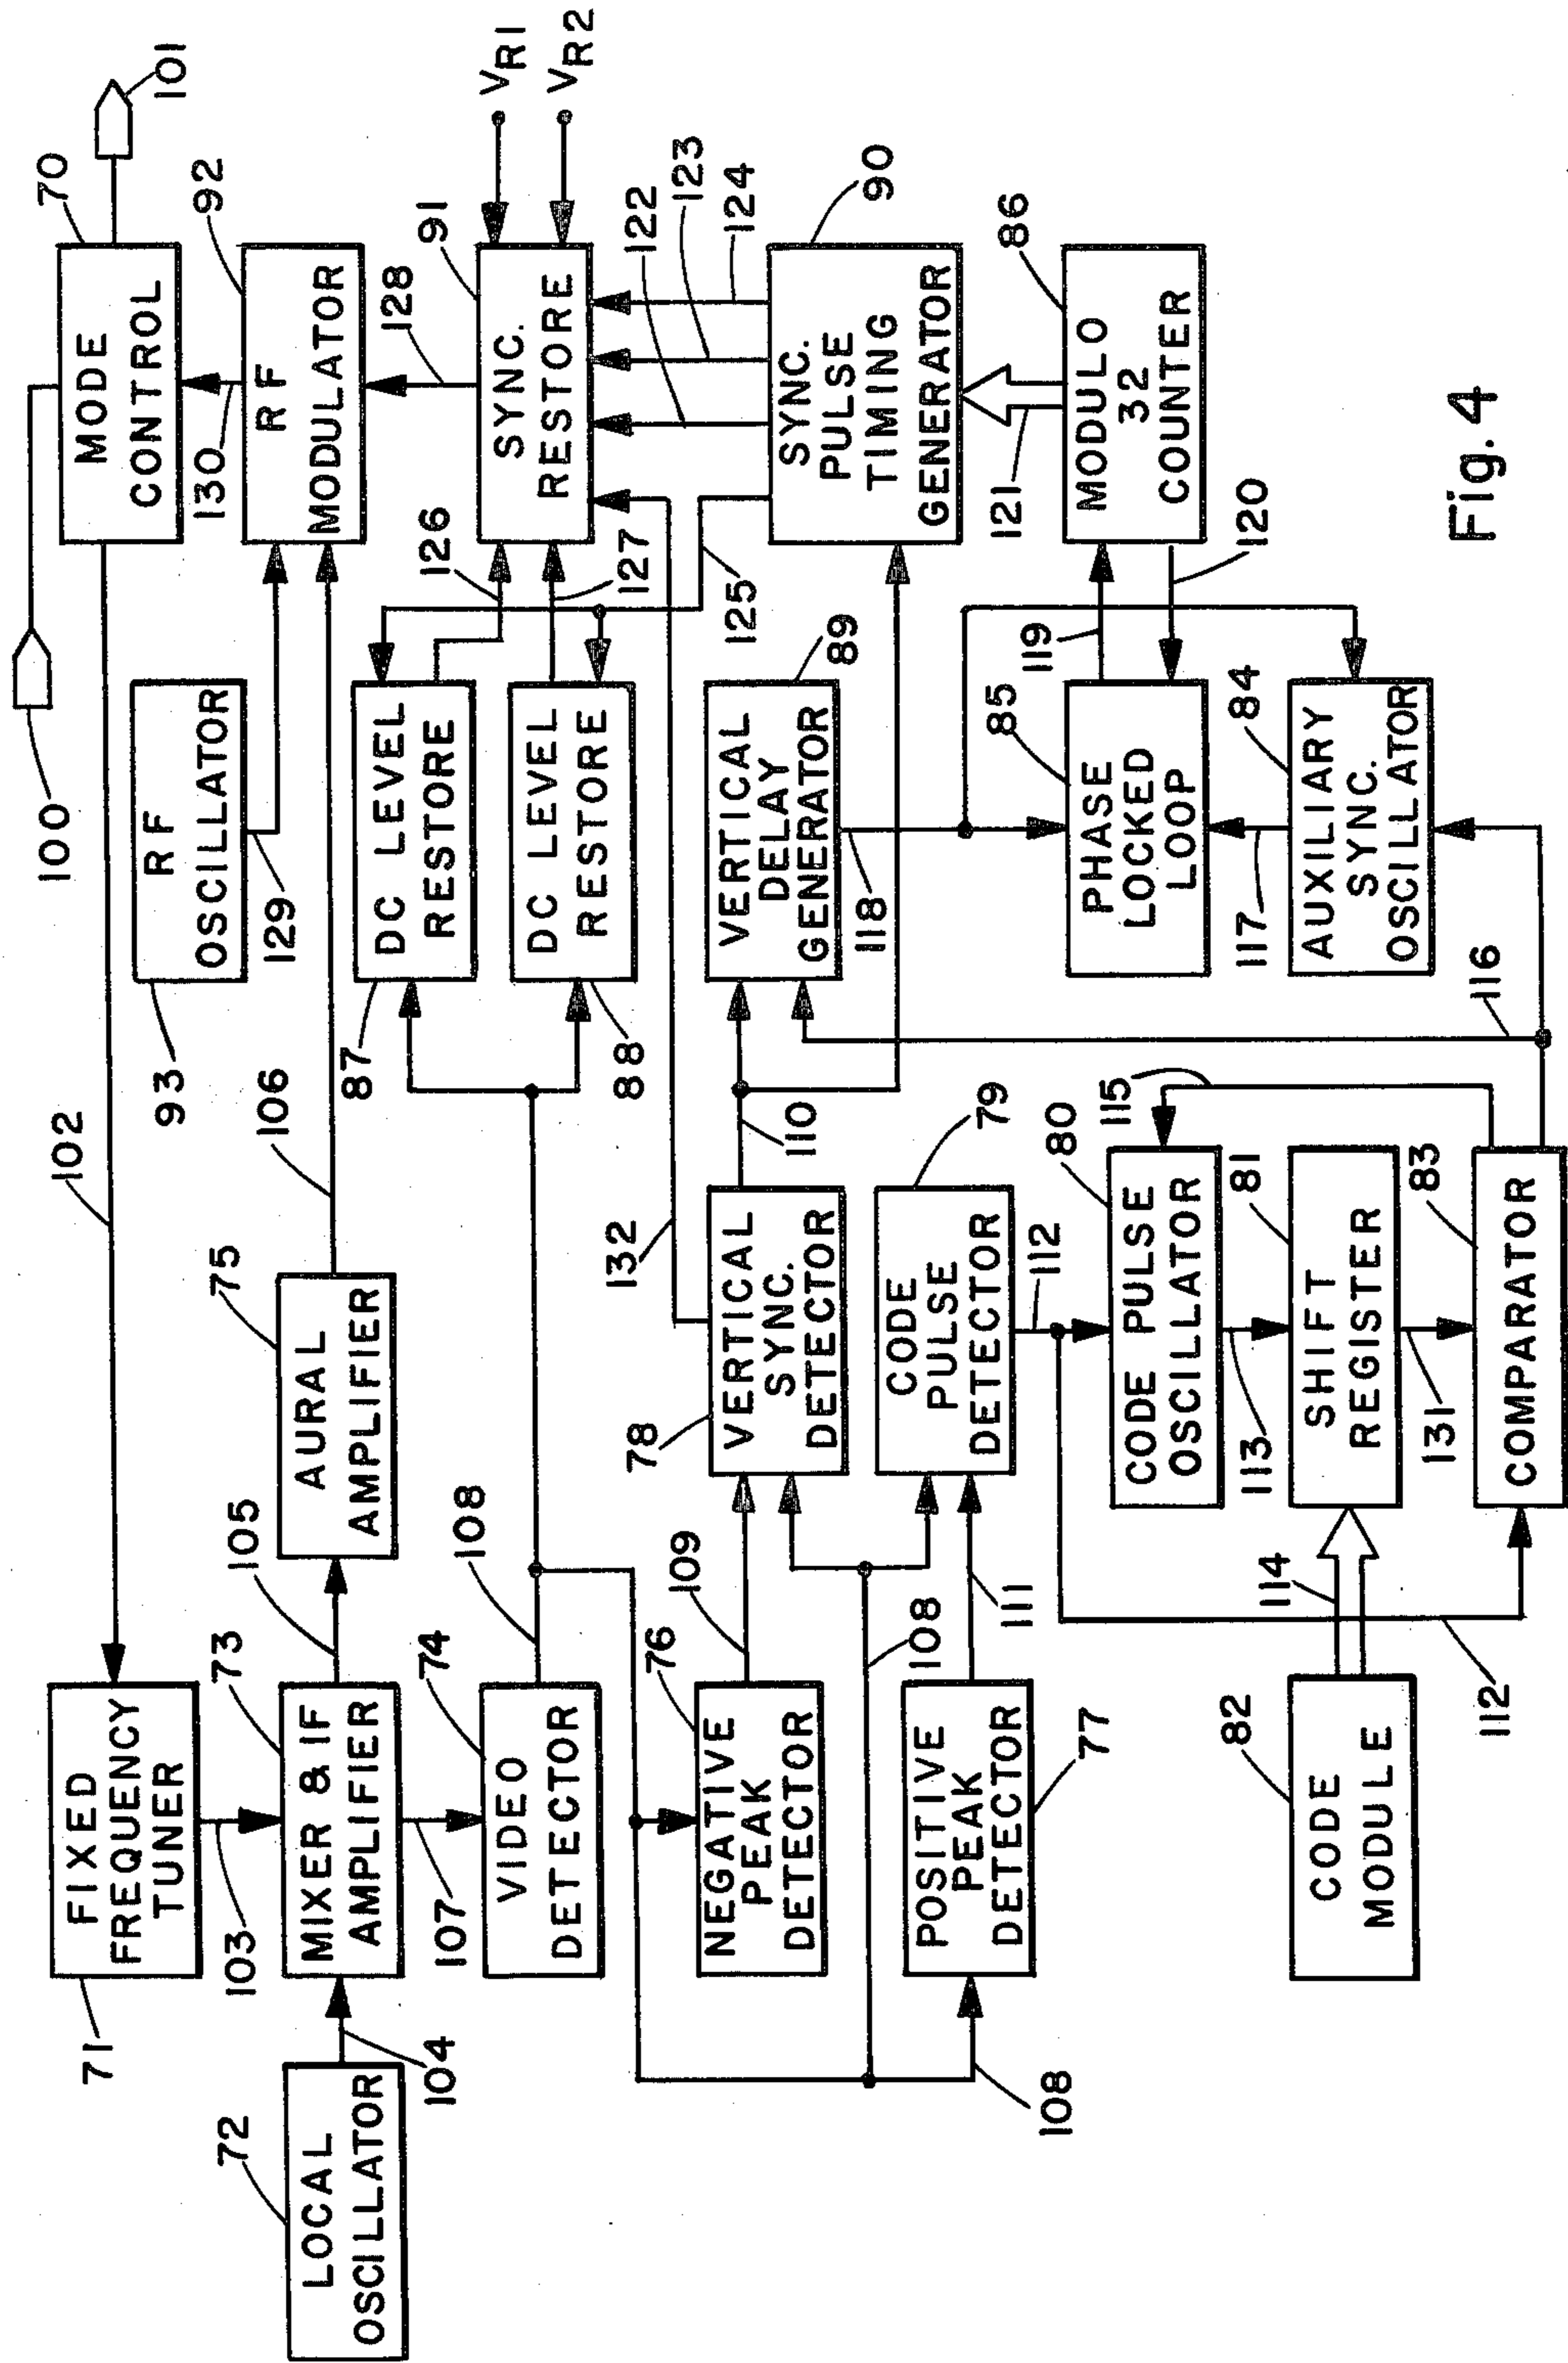 100
101
MODE
CONTROL
70
102
FIXED
FREQUENCY
TUNER
71
103
130
RF
MODULATOR
92
RF
OSCILLATOR
93
129
106
AURAL
AMPLIFIER
75
105
MIXER & IF
AMPLIFIER
73
LOCAL
OSCILLATOR
72
104
107
VIDEO
DETECTOR
74
108
128
SYNC.
RESTORE
91
VR1
VR2
126
127
DC LEVEL
RESTORE
87
DC LEVEL
RESTORE
88
122
123
124
125
132
SYNC.
PULSE
TIMING
GENERATOR
90
VERTICAL
DELAY
GENERATOR
89
118
110
VERTICAL
SYNC.
DETECTOR
78
109
NEGATIVE
PEAK
DETECTOR
76
108
CODE
PULSE
DETECTOR
79
111
POSITIVE
PEAK
DETECTOR
77
108
112
121
MODULO
32
COUNTER
86
119
120
PHASE
LOCKED
LOOP
85
117
AUXILIARY
SYNC.
OSCILLATOR
84
116
115
CODE PULSE
OSCILLATOR
80
113
SHIFT
REGISTER
81
131
COMPARATOR
83
114
112
CODE
MODULE
82
Fig. 4